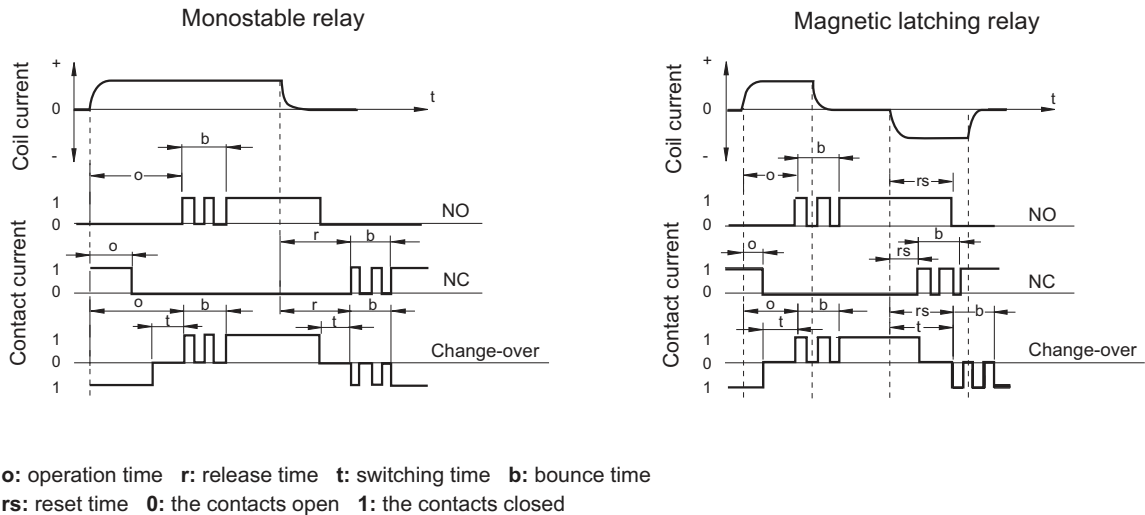 Monostable relay
Magnetic latching relay
Coil current
+
0
-
t
b
o
Contact current
1
0
NO
o
r
b
1
0
NC
o
b
r
b
t
t
1
0
1
Change-over
Coil current
+
0
-
t
b
o
rs
Contact current
1
0
NO
o
b
rs
1
0
NC
o
b
rs
b
t
t
1
0
1
Change-over
o: operation time r: release time t: switching time b: bounce time
rs: reset time 0: the contacts open 1: the contacts closed